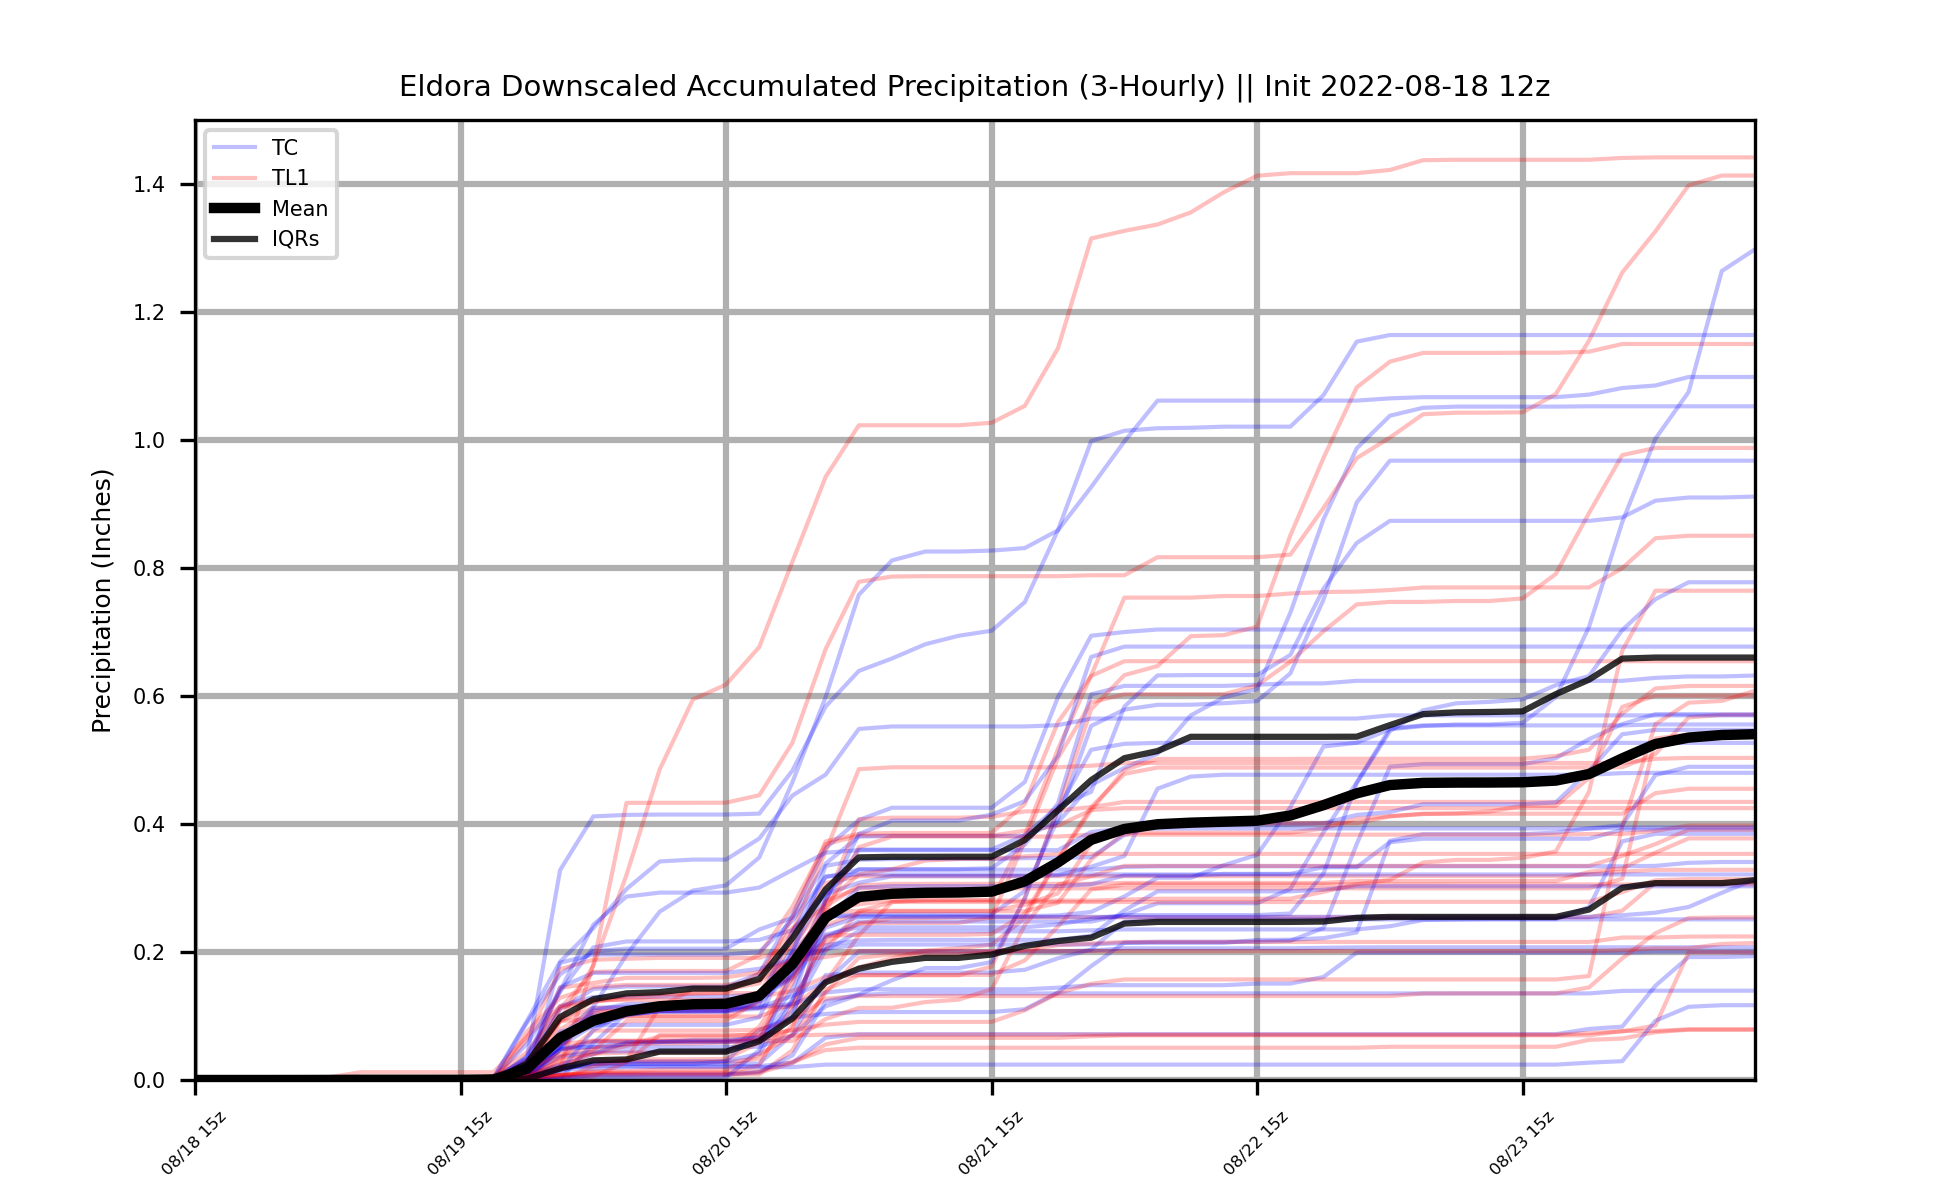 Eldora Downscaled Accumulated Precipitation (3-Hourly) || Init 2022-08-18 12z
TC
TL1
Mean
IQRs
Precipitation (Inches)
1.4
1.2
1.0
0.8
0.6
0.4
0.2
0.0
08/18 15z
08/19 15z
08/20 15z
08/21 15z
08/22 15z
08/23 15z